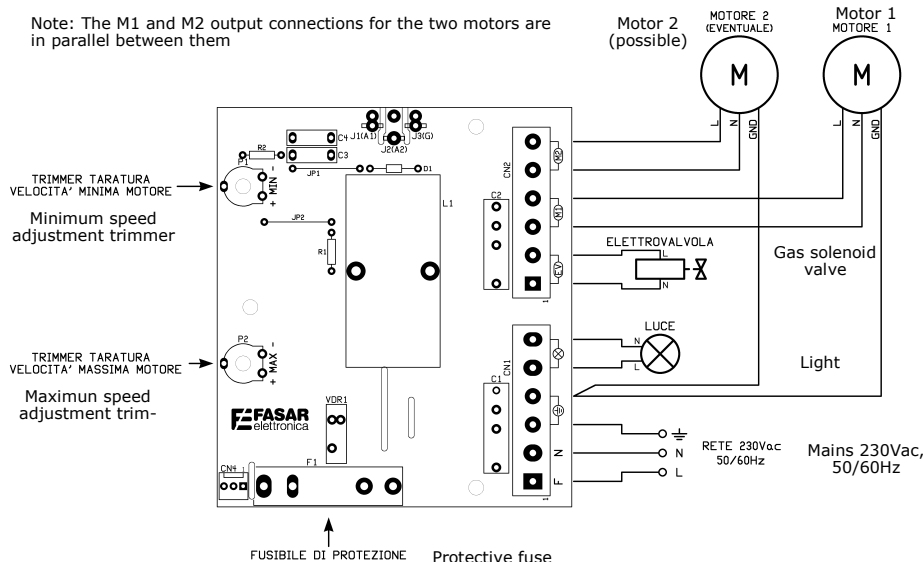 Note: The M1 and M2 output connections for the two motors are
in parallel between them
Motor 2
(possible)
MOTORE 2
(EVENTUALE)
Motor 1
MOTORE 1
M
M
L
N
GND
L
N
GND
TRIMMER TARATURA
VELOCITA' MINIMA MOTORE
Minimum speed
adjustment trimmer
R2
P1
- MIN +
C4
C3
JP1
J1(A1)
J2(A2)
J3(G)
D1
JP2
R1
L1
C2
CN2
M2
M1
EV
1
ELETTROVALVOLA
L
N
Gas solenoid
valve
TRIMMER TARATURA
VELOCITA' MASSIMA MOTORE
Maximun speed
adjustment trim-
P2
- MAX +
FASAR
elettronica
VDR1
C1
CN1
N
F
1
LUCE
N
L
Light
N
L
RETE 230Vac
50/60Hz
Mains 230Vac,
50/60Hz
CN4
1
F1
FUSIBILE DI PROTEZIONE
Protective fuse